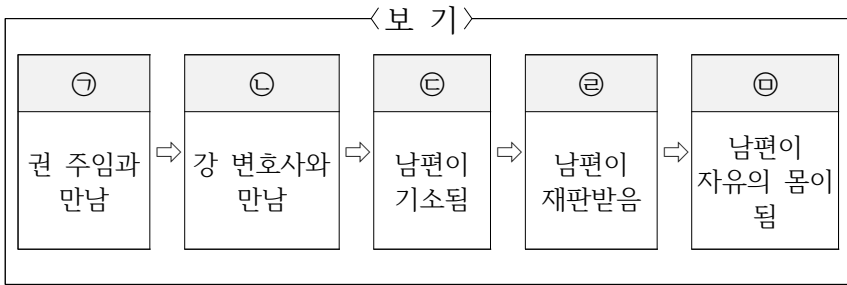 〈보 기〉
㉠ ㉡ ㉢ ㉣ ㉤
권 주임과 만남 ⇨ 강 변호사와 만남 ⇨ 남편이 기소됨 ⇨ 남편이 재판받음 ⇨ 남편이 자유의 몸이 됨